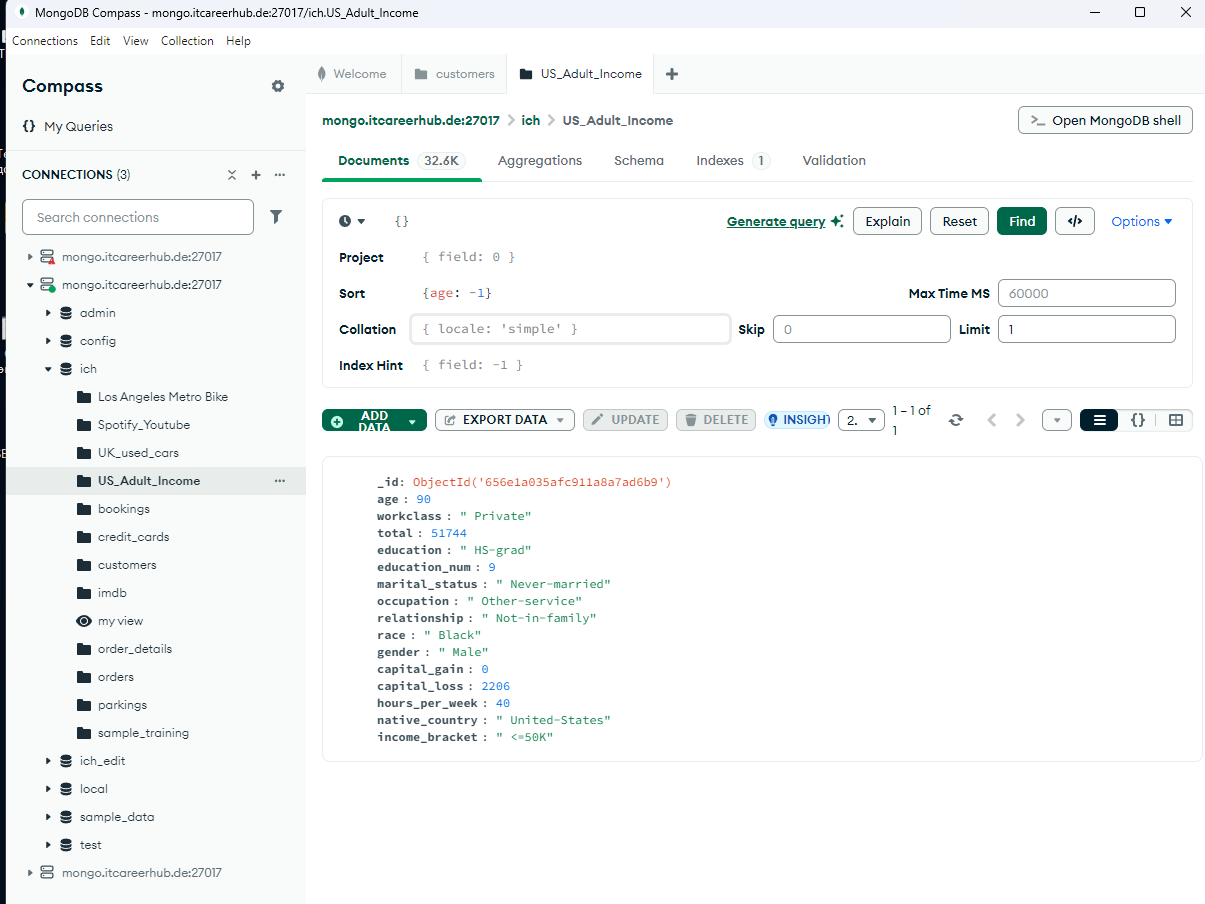 MongoDB Compass - mongo.itcareerhub.de:27017/ich.US_Adult_Income
Connections Edit View Collection Help
Compass
{} My Queries
CONNECTIONS (3)
Search connections
mongo.itcareerhub.de:27017
mongo.itcareerhub.de:27017
admin
config
ich
Los Angeles Metro Bike
Spotify_Youtube
UK_used_cars
US_Adult_Income
bookings
credit_cards
customers
imdb
my view
order_details
orders
parkings
sample_training
ich_edit
local
sample_data
test
mongo.itcareerhub.de:27017
Welcome customers US_Adult_Income
mongo.itcareerhub.de:27017 > ich > US_Adult_Income
>_ Open MongoDB shell
Documents 32.6K Aggregations Schema Indexes 1 Validation
{} Generate query Explain Reset Find </> Options
Project { field: 0 }
Sort {age: -1} Max Time MS 60000
Collation { locale: 'simple' } Skip 0 Limit 1
Index Hint { field: -1 }
ADD DATA EXPORT DATA UPDATE DELETE INSIGHT 2. 1 – 1 of 1 {}
_id: ObjectId('656e1a035afc911a8a7ad6b9')
age : 90
workclass : " Private"
total : 51744
education : " HS-grad"
education_num : 9
marital_status : " Never-married"
occupation : " Other-service"
relationship : " Not-in-family"
race : " Black"
gender : " Male"
capital_gain : 0
capital_loss : 2206
hours_per_week : 40
native_country : " United-States"
income_bracket : " <=50K"